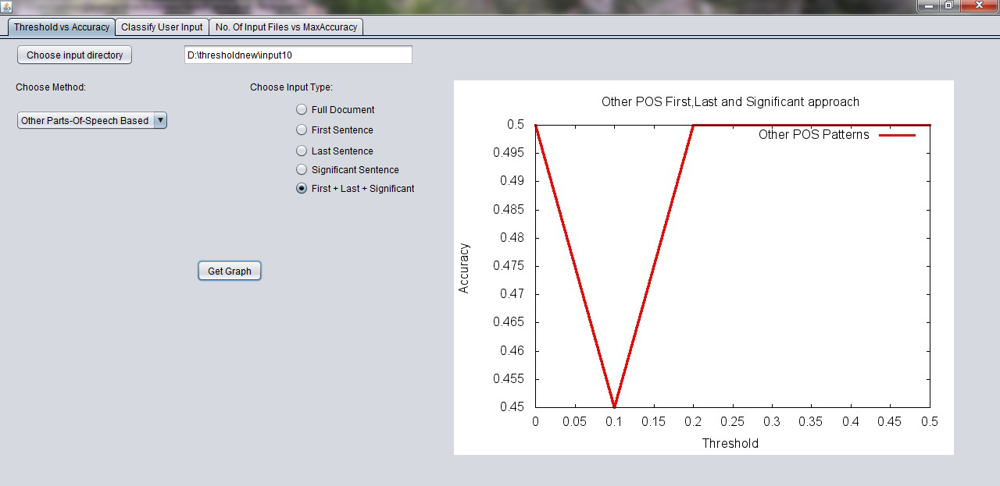 Threshold vs Accuracy
Classify User Input
No. Of Input Files vs MaxAccuracy
Choose input directory
D:\thresholdnew\input10
Choose Method:
Other Parts-Of-Speech Based
Choose Input Type:
Full Document
First Sentence
Last Sentence
Significant Sentence
First + Last + Significant
Get Graph
Other POS First,Last and Significant approach
Other POS Patterns
0.5
0.495
0.49
0.485
0.48
0.475
0.47
0.465
0.46
0.455
0.45
Accuracy
0 0.05 0.1 0.15 0.2 0.25 0.3 0.35 0.4 0.45 0.5
Threshold